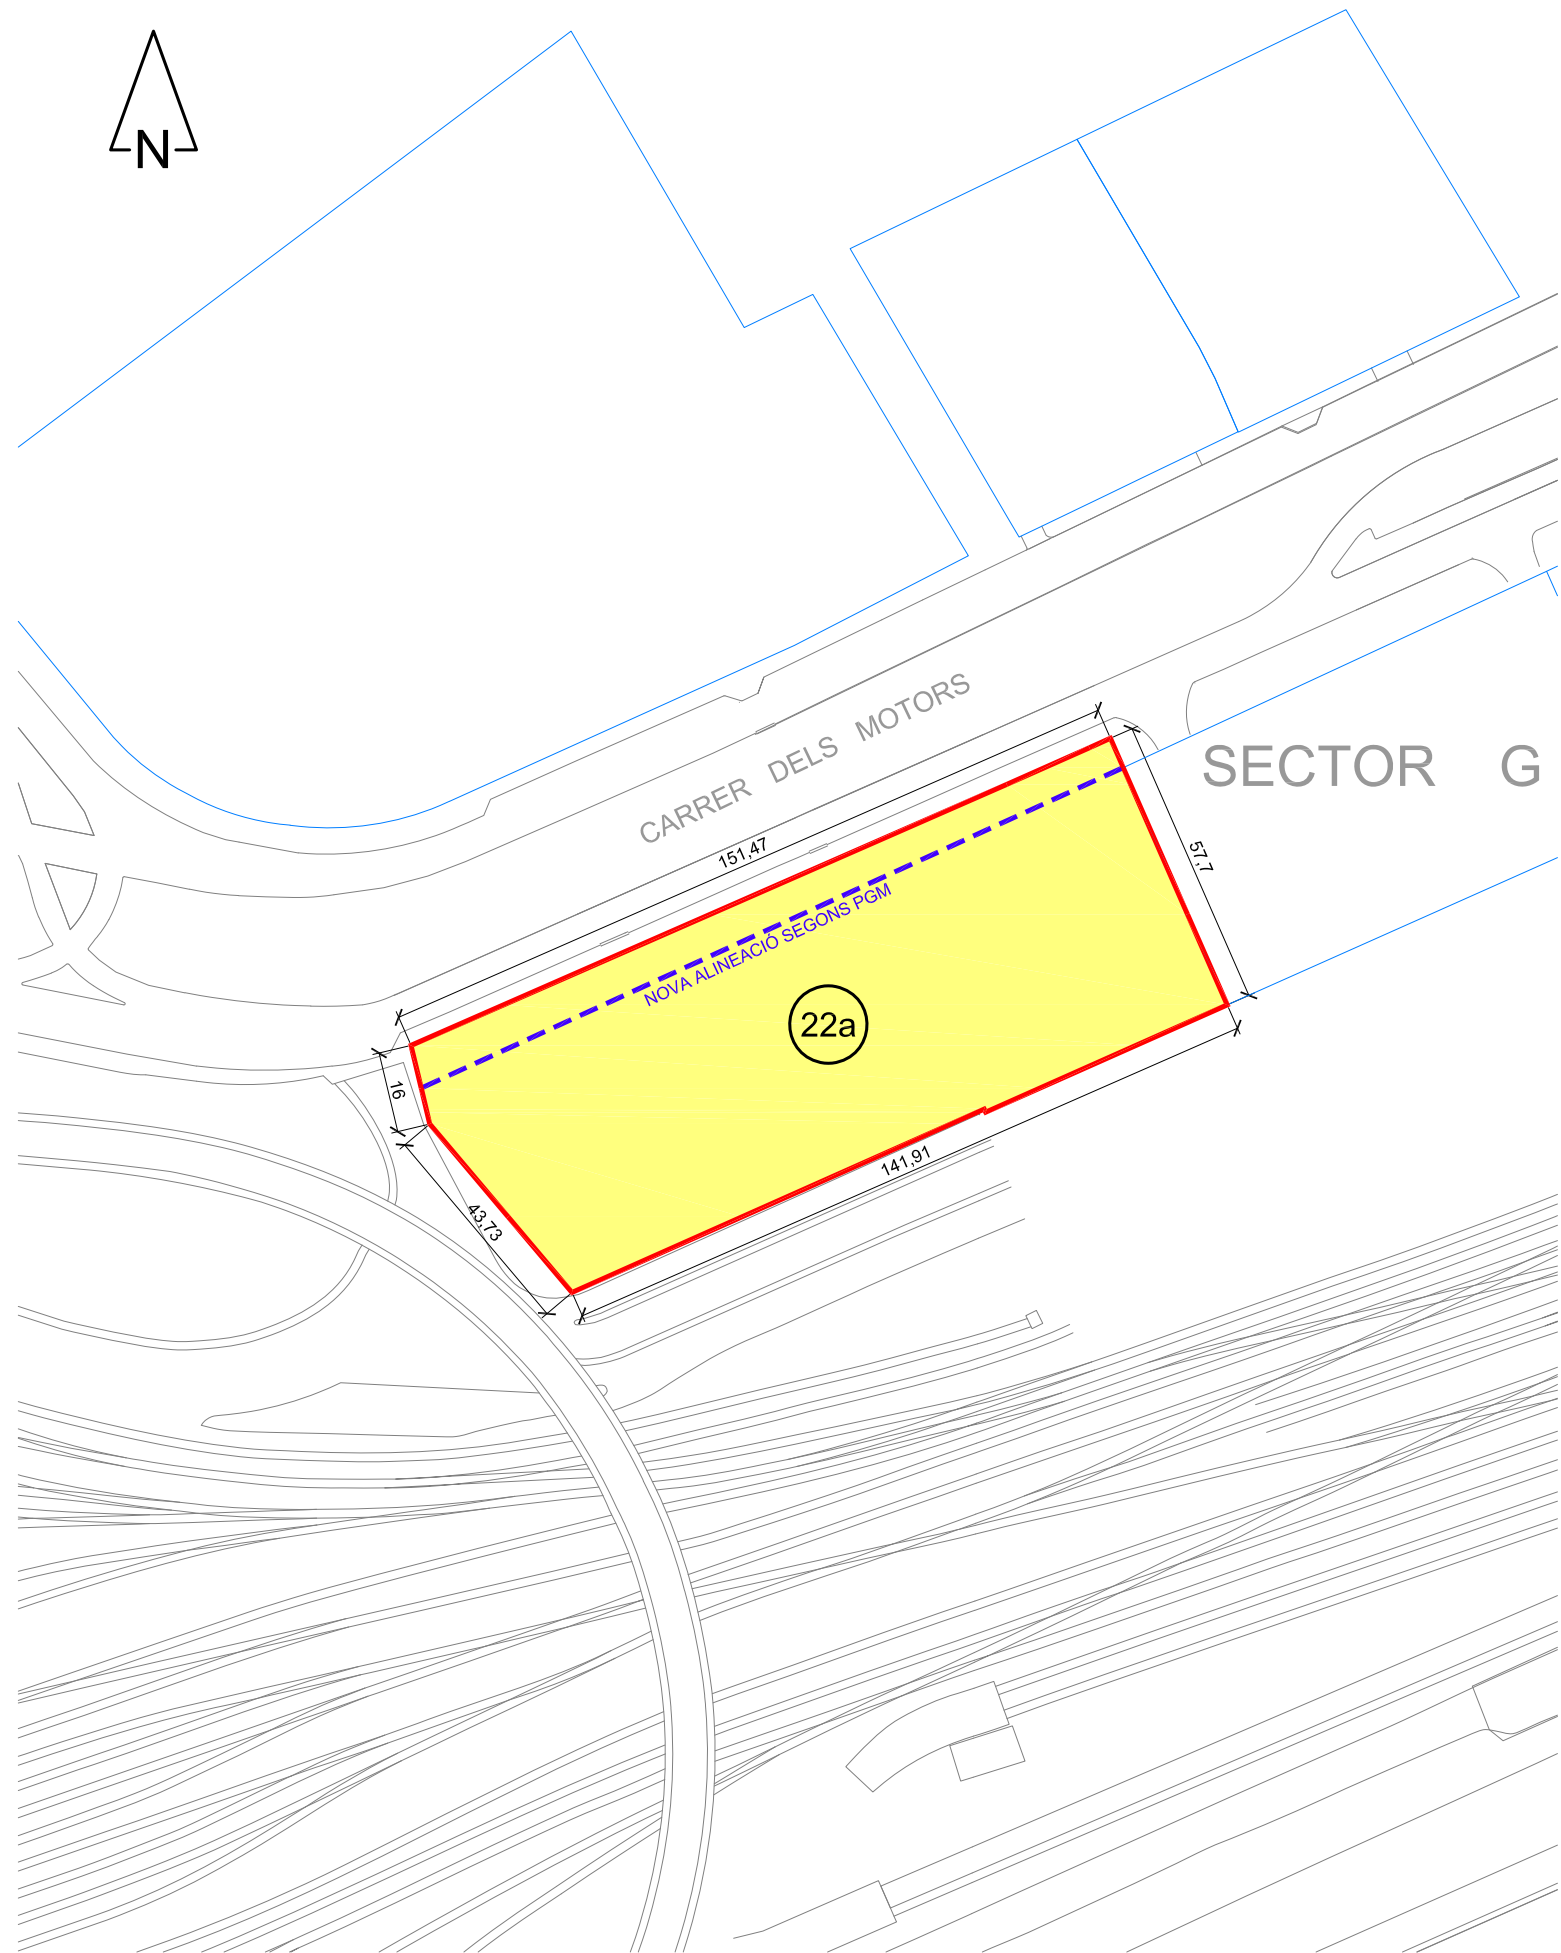 N
CARRER DELS MOTORS
SECTOR G
151,47
57,7
NOVA ALINEACIÓ SEGONS PGM
22a
16
141,91
43,73